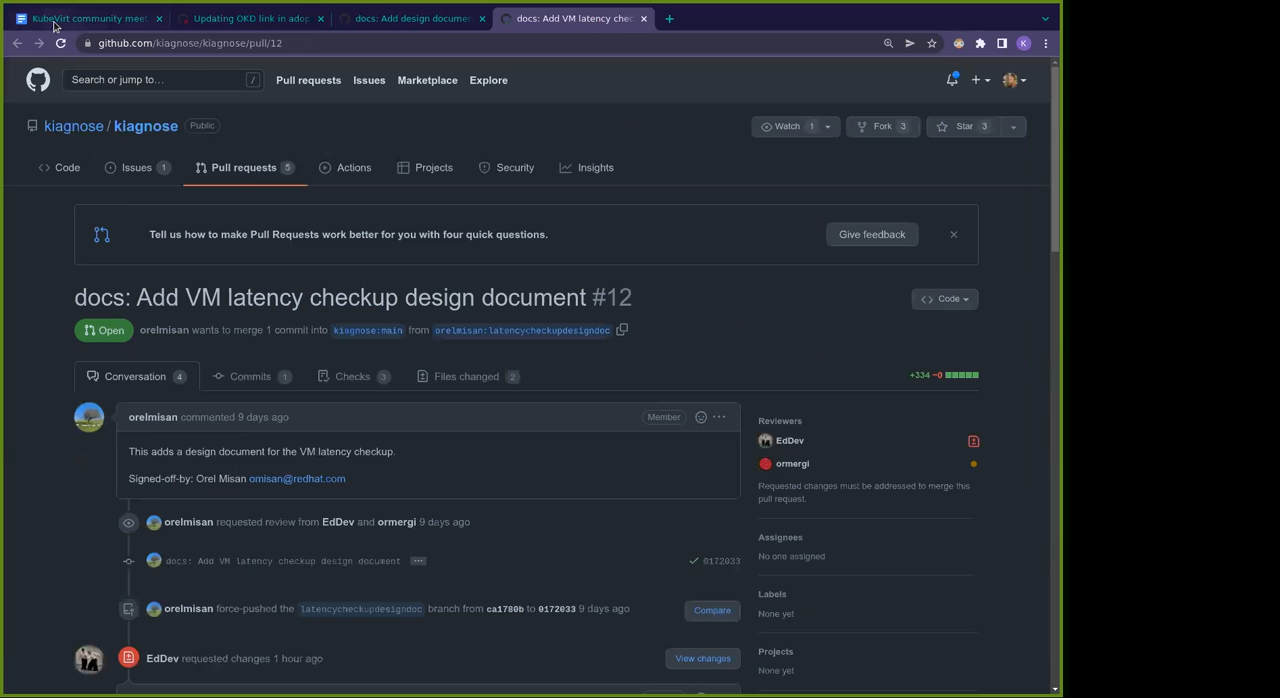 KubeVirt community meet
Updating OKD link in adop
docs: Add design documen
docs: Add VM latency chec
github.com/kiagnose/kiagnose/pull/12
K
Search or jump to…
/
Pull requests
Issues
Marketplace
Explore
kiagnose / kiagnose
Public
Watch 1
Fork 3
Star 3
Code
Issues 1
Pull requests 5
Actions
Projects
Security
Insights
Tell us how to make Pull Requests work better for you with four quick questions.
Give feedback
docs: Add VM latency checkup design document #12
Code
Open
orelmisan wants to merge 1 commit into kiagnose:main from orelmisan:latencycheckupdesigndoc
Conversation 4
Commits 1
Checks 3
Files changed 2
+334 −0
orelmisan commented 9 days ago
Member
This adds a design document for the VM latency checkup.
Signed-off-by: Orel Misan omisan@redhat.com
orelmisan requested review from EdDev and ormergi 9 days ago
docs: Add VM latency checkup design document
0172033
orelmisan force-pushed the latencycheckupdesigndoc branch from ca1780b to 0172033 9 days ago
Compare
EdDev requested changes 1 hour ago
View changes
Reviewers
EdDev
ormergi
Requested changes must be addressed to merge this
pull request.
Assignees
No one assigned
Labels
None yet
Projects
None yet